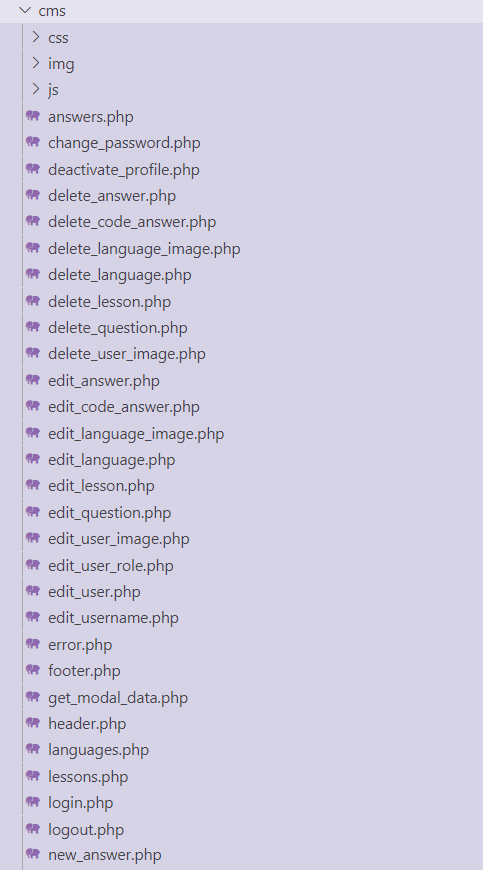 cms
css
img
js
answers.php
change_password.php
deactivate_profile.php
delete_answer.php
delete_code_answer.php
delete_language_image.php
delete_language.php
delete_lesson.php
delete_question.php
delete_user_image.php
edit_answer.php
edit_code_answer.php
edit_language_image.php
edit_language.php
edit_lesson.php
edit_question.php
edit_user_image.php
edit_user_role.php
edit_user.php
edit_username.php
error.php
footer.php
get_modal_data.php
header.php
languages.php
lessons.php
login.php
logout.php
new_answer.php